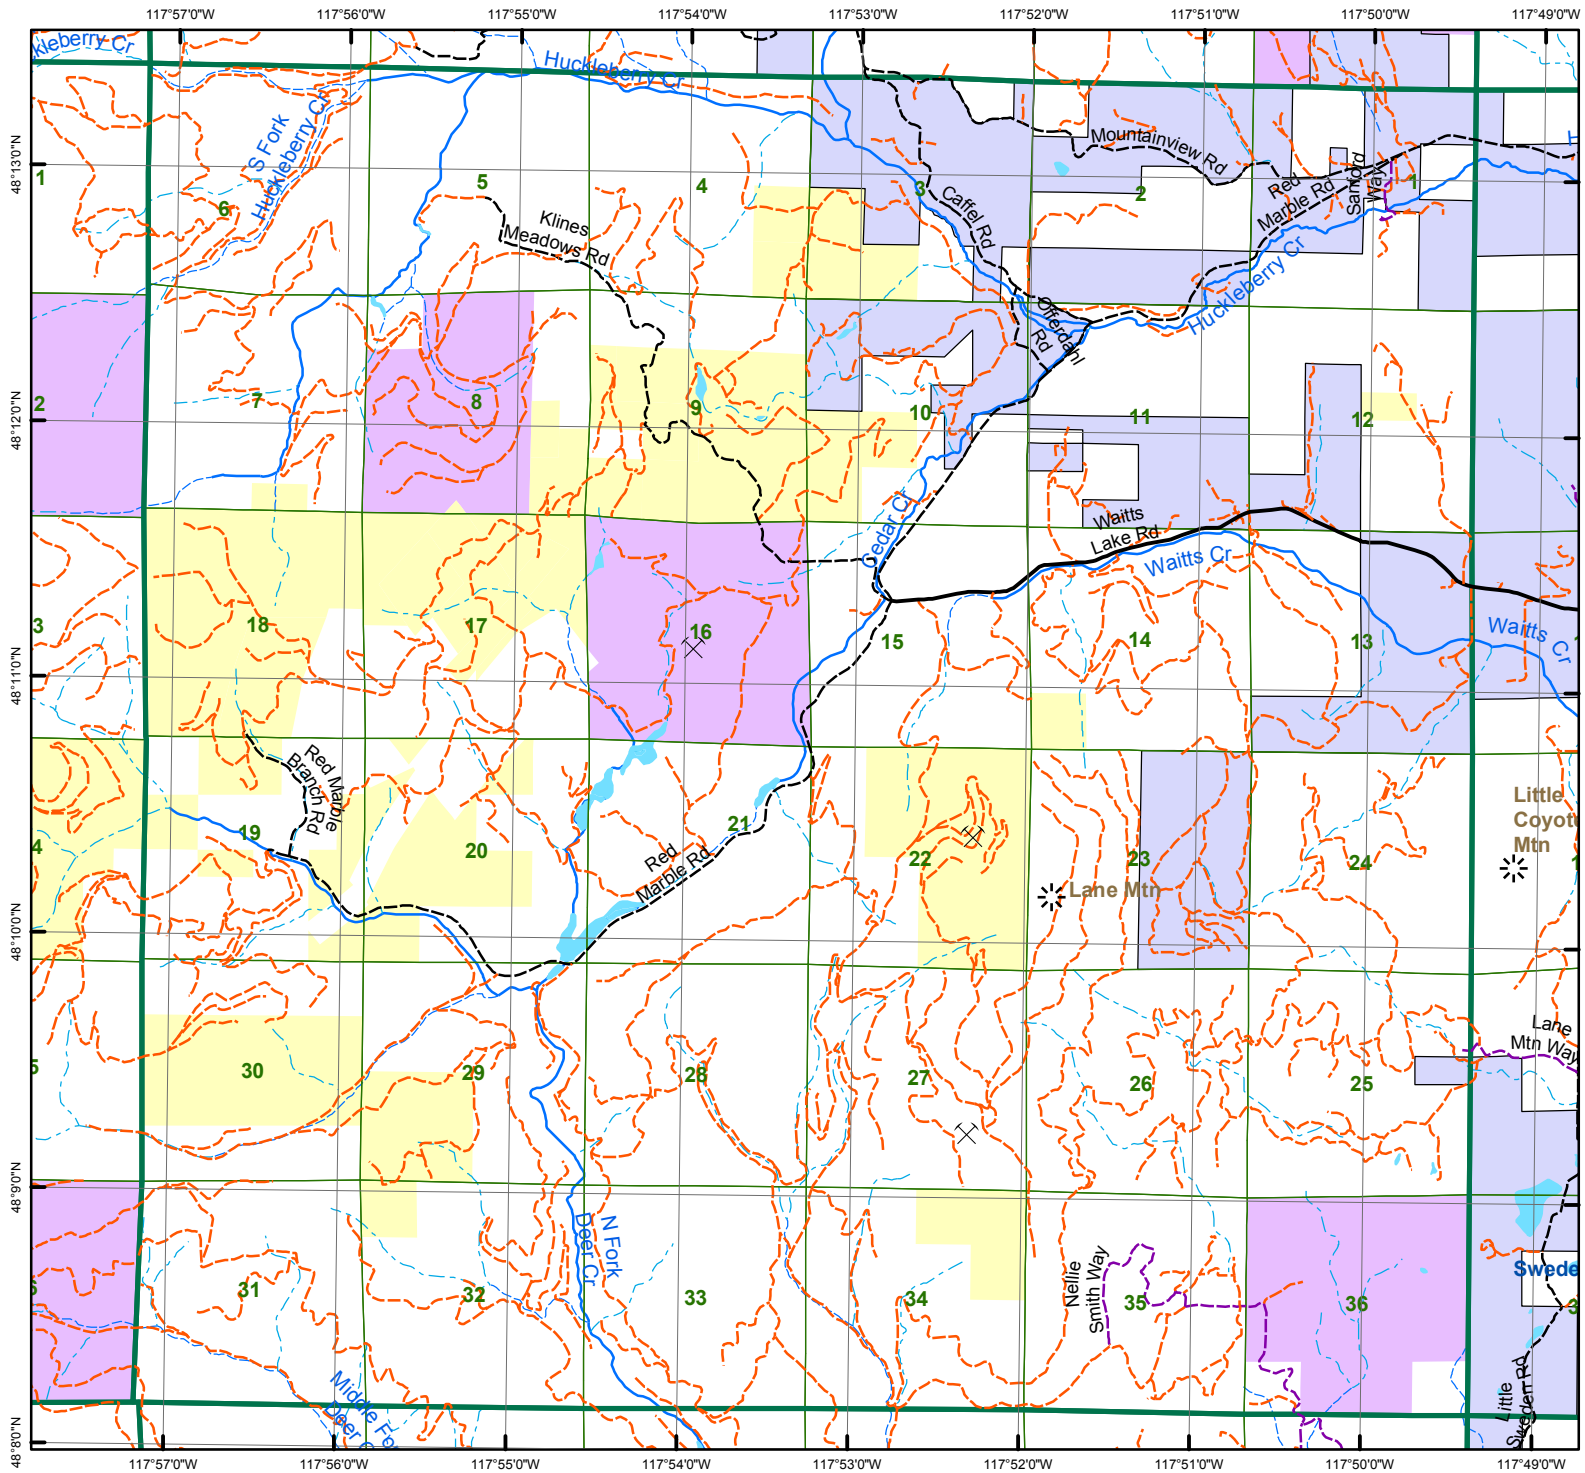 117°57'0"W 117°56'0"W 117°55'0"W 117°54'0"W 117°53'0"W 117°52'0"W 117°51'0"W 117°50'0"W 117°49'0"W
kleberry Cr
Huckleberry Cr
S Fork
Huckleberry Cr
Mountainview Rd
48°13'0"N
Red
Marble Rd
Sanford
Way
1
6
5
4
3
2
1
Klines
Meadows Rd
Caffel Rd
Huckleberry Cr
Offerdahl
Rd
2
7
8
9
10
11
12
48°12'0"N
Cedar Cr
Waitts
Lake Rd
Waitts Cr
Waitts Cr
3
18
17
16
15
14
13
48°11'0"N
Red Marble
Branch Rd
4
19
20
21
22
23
24
Red
Marble Rd
Lane Mtn
Little
Coyot
Mtn
48°10'0"N
Lane
Mtn Way
30
29
28
27
26
25
48°9'0"N
N Fork
Deer Cr
Nellie
Smith Way
Swede
31
32
33
34
35
36
Middle Fo
Deer C
Little
Sweden Rd
48°8'0"N
117°57'0"W 117°56'0"W 117°55'0"W 117°54'0"W 117°53'0"W 117°52'0"W 117°51'0"W 117°50'0"W 117°49'0"W